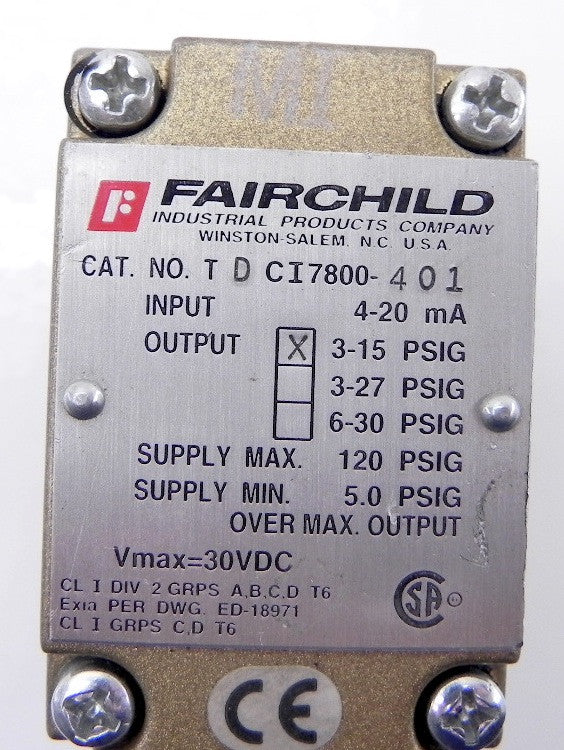 MI
FAIRCHILD
INDUSTRIAL PRODUCTS COMPANY
WINSTON-SALEM, N.C. U.S.A.
CAT. NO. T D CI7800-401
INPUT 4-20 mA
OUTPUT X 3-15 PSIG
3-27 PSIG
6-30 PSIG
SUPPLY MAX. 120 PSIG
SUPPLY MIN. 5.0 PSIG
OVER MAX. OUTPUT
Vmax=30VDC
CL I DIV 2 GRPS A,B,C,D T6
Exia PER DWG. ED-18971
CL I GRPS C,D T6
CSA
CE